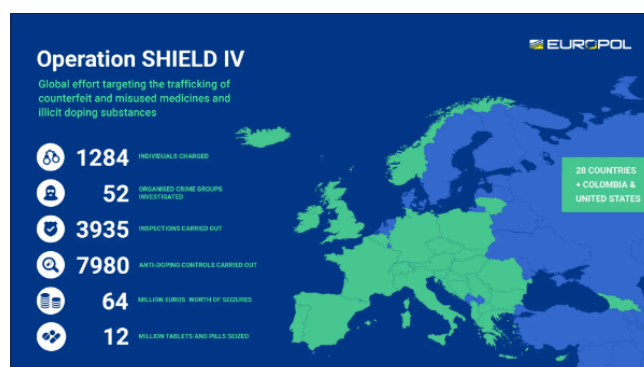 EUROPOL
Operation SHIELD IV
Global effort targeting the trafficking of
counterfeit and misused medicines and
illicit doping substances
1284 INDIVIDUALS CHARGED
52 ORGANISED CRIME GROUPS
INVESTIGATED
3935 INSPECTIONS CARRIED OUT
7980 ANTI-DOPING CONTROLS CARRIED OUT
64 MILLION EUROS WORTH OF SEIZURES
12 MILLION TABLETS AND PILLS SEIZED
28 COUNTRIES
+ COLOMBIA &
UNITED STATES